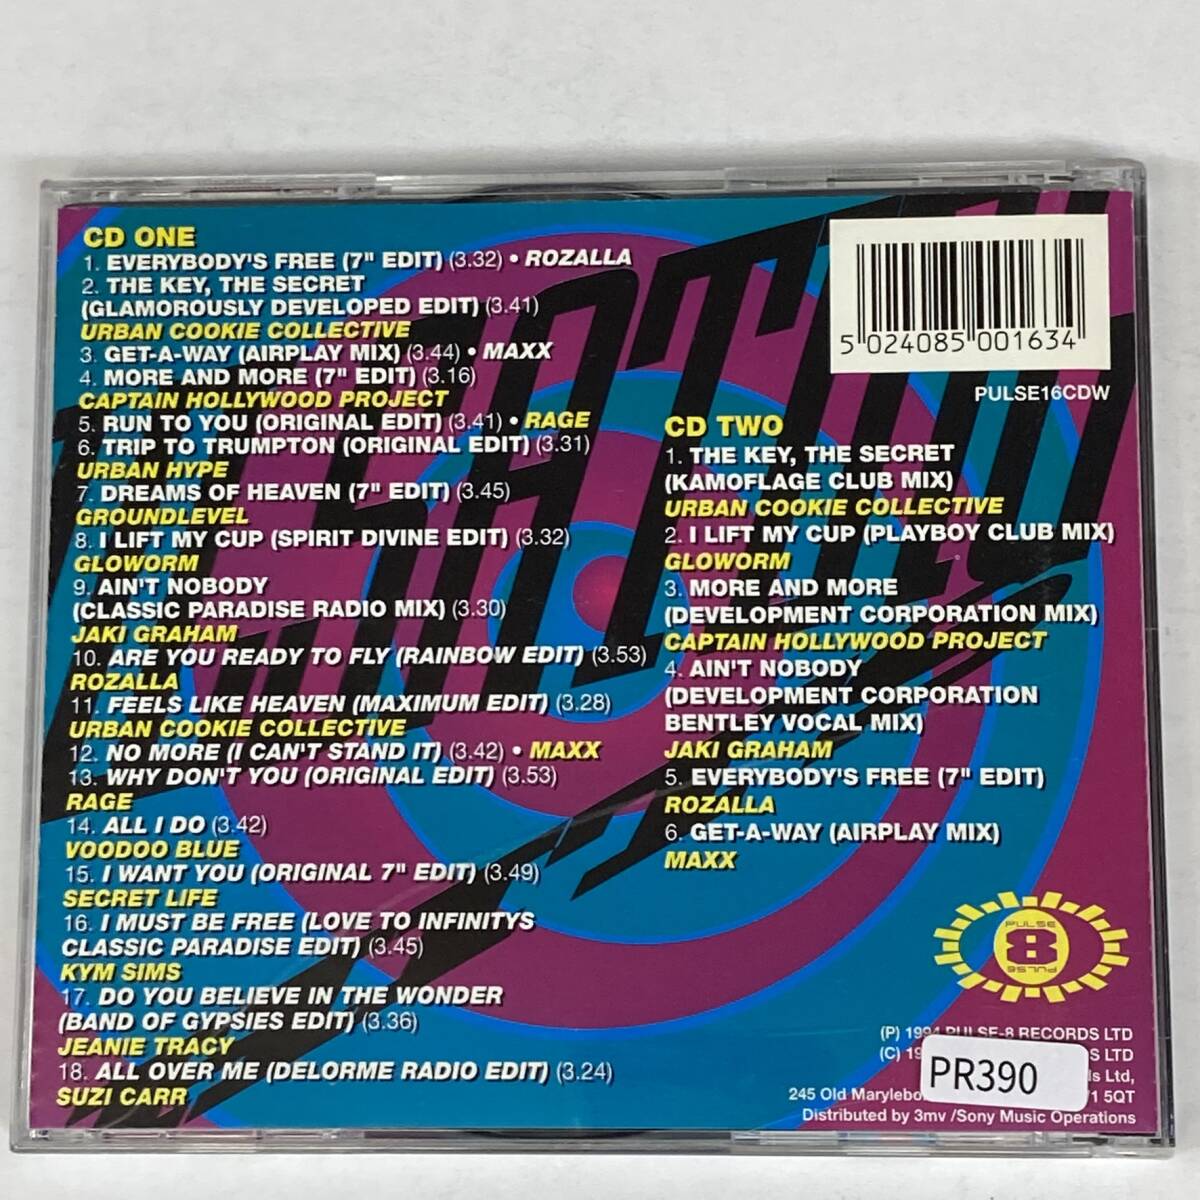 CD ONE
1. EVERYBODY'S FREE (7" EDIT) (3.32) • ROZALLA
2. THE KEY, THE SECRET
(GLAMOROUSLY DEVELOPED EDIT) (3.41)
URBAN COOKIE COLLECTIVE
3. GET-A-WAY (AIRPLAY MIX) (3.44) • MAXX
4. MORE AND MORE (7" EDIT) (3.16)
CAPTAIN HOLLYWOOD PROJECT
5. RUN TO YOU (ORIGINAL EDIT) (3.41) • RAGE
6. TRIP TO TRUMPTON (ORIGINAL EDIT) (3.31)
URBAN HYPE
7. DREAMS OF HEAVEN (7" EDIT) (3.45)
GROUNDLEVEL
8. I LIFT MY CUP (SPIRIT DIVINE EDIT) (3.32)
GLOWORM
9. AIN'T NOBODY
(CLASSIC PARADISE RADIO MIX) (3.30)
JAKI GRAHAM
10. ARE YOU READY TO FLY (RAINBOW EDIT) (3.53)
ROZALLA
11. FEELS LIKE HEAVEN (MAXIMUM EDIT) (3.28)
URBAN COOKIE COLLECTIVE
12. NO MORE (I CAN'T STAND IT) (3.42) • MAXX
13. WHY DON'T YOU (ORIGINAL EDIT) (3.53)
RAGE
14. ALL I DO (3.42)
VOODOO BLUE
15. I WANT YOU (ORIGINAL 7" EDIT) (3.49)
SECRET LIFE
16. I MUST BE FREE (LOVE TO INFINITYS
CLASSIC PARADISE EDIT) (3.45)
KYM SIMS
17. DO YOU BELIEVE IN THE WONDER
(BAND OF GYPSIES EDIT) (3.36)
JEANIE TRACY
18. ALL OVER ME (DELORME RADIO EDIT) (3.24)
SUZI CARR
5 024085 001634
PULSE16CDW
CD TWO
1. THE KEY, THE SECRET
(KAMOFLAGE CLUB MIX)
URBAN COOKIE COLLECTIVE
2. I LIFT MY CUP (PLAYBOY CLUB MIX)
GLOWORM
3. MORE AND MORE
(DEVELOPMENT CORPORATION MIX)
CAPTAIN HOLLYWOOD PROJECT
4. AIN'T NOBODY
(DEVELOPMENT CORPORATION
BENTLEY VOCAL MIX)
JAKI GRAHAM
5. EVERYBODY'S FREE (7" EDIT)
ROZALLA
6. GET-A-WAY (AIRPLAY MIX)
MAXX
PULSE
8
PULSE
(P) 1994 PULSE-8 RECORDS LTD
(C)
LTD
Ltd,
245 Old
5QT
Distributed by 3mv /Sony Music Operations
PR390